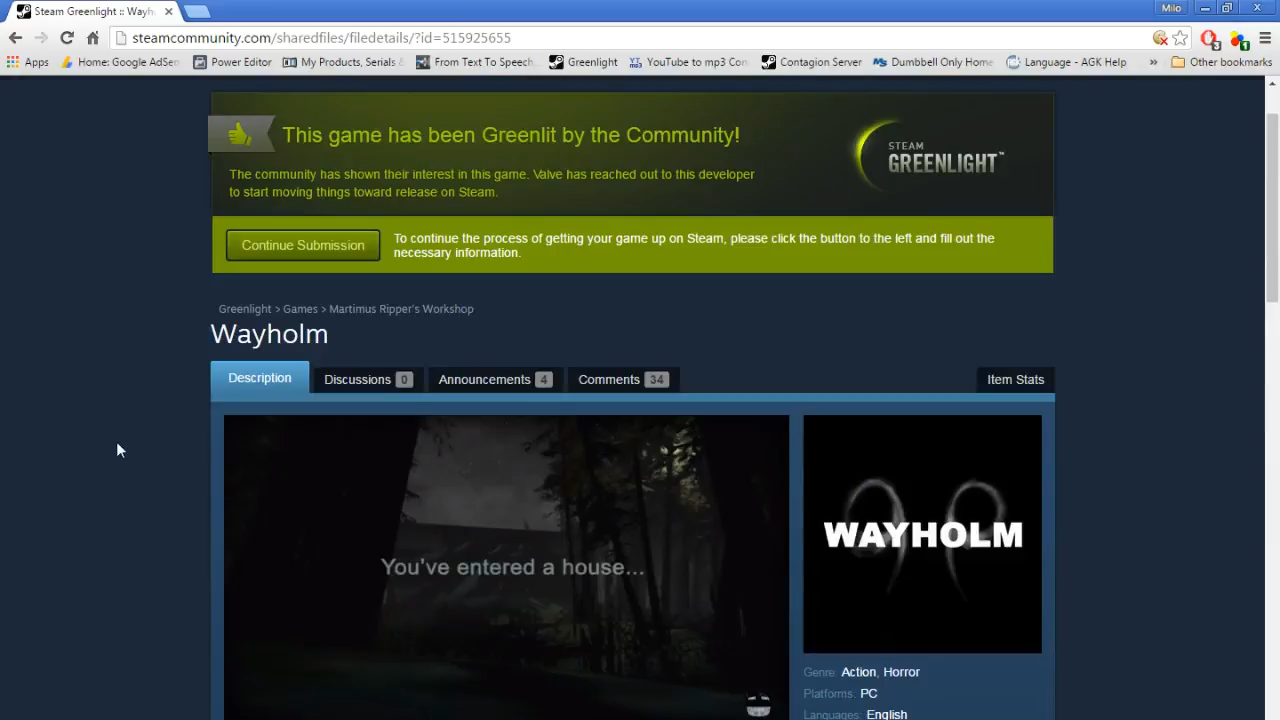 Steam Greenlight :: Wayh
Milo
steamcommunity.com/sharedfiles/filedetails/?id=515925655
3
1
Apps
Home: Google AdSen
Power Editor
My Products, Serials
From Text To Speech
Greenlight
YouTube to mp3 Con
Contagion Server
Dumbbell Only Home
Language - AGK Help
»
Other bookmarks
This game has been Greenlit by the Community!
STEAM
GREENLIGHT™
The community has shown their interest in this game. Valve has reached out to this developer
to start moving things toward release on Steam.
Continue Submission
To continue the process of getting your game up on Steam, please click the button to the left and fill out the
necessary information.
Greenlight > Games > Martimus Ripper's Workshop
Wayholm
Description
Discussions 0
Announcements 4
Comments 34
Item Stats
You've entered a house...
WAYHOLM
Genre: Action, Horror
Platforms: PC
Languages: English